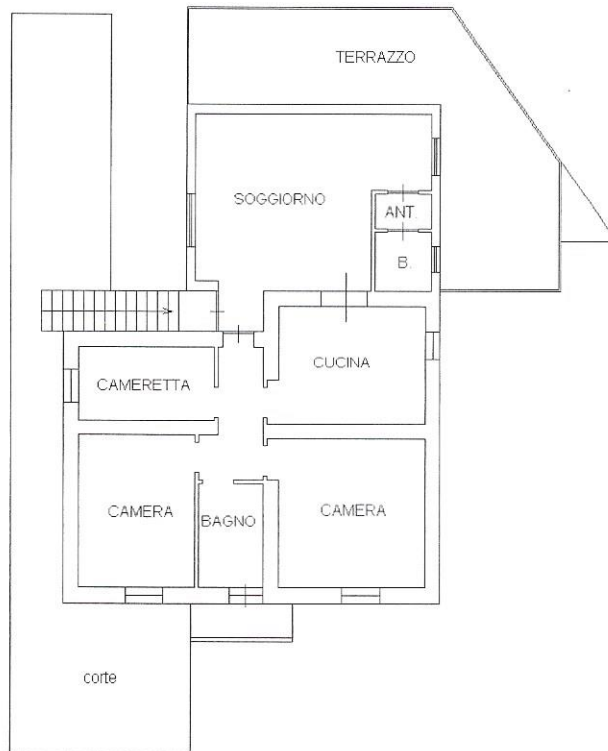 TERRAZZO
SOGGIORNO
ANT.
B.
CUCINA
CAMERETTA
CAMERA
BAGNO
CAMERA
corte